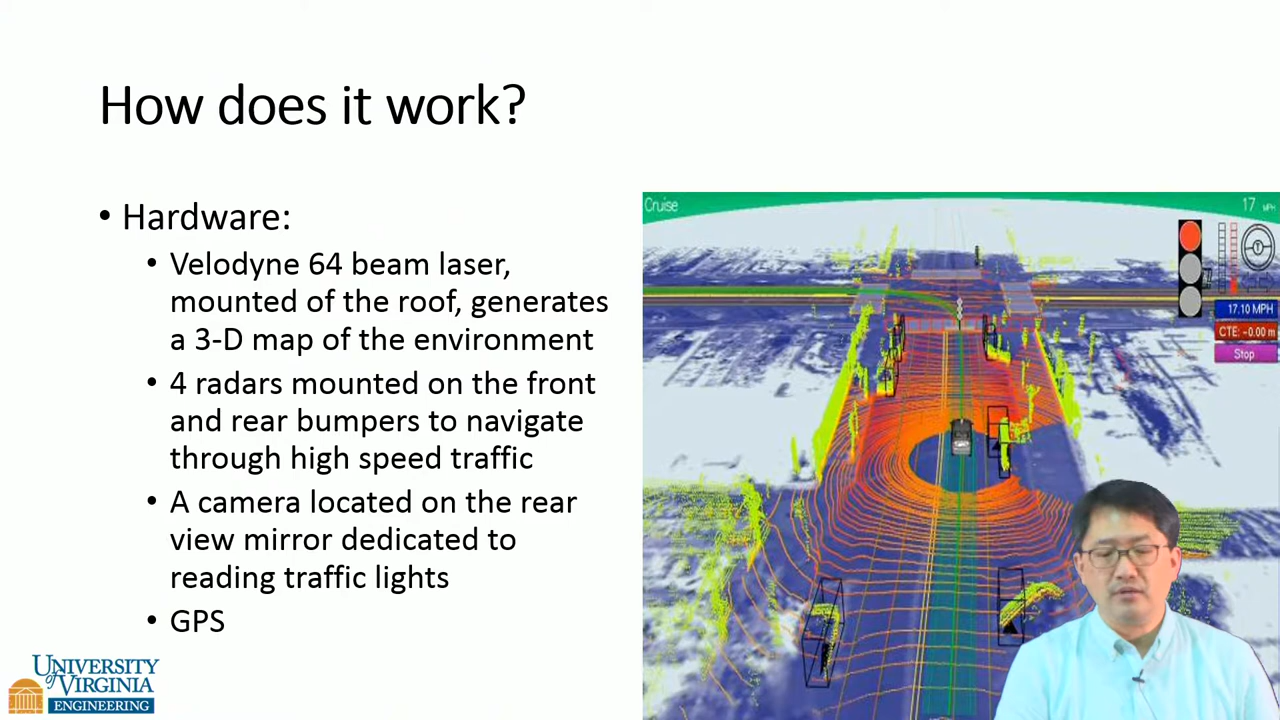 How does it work?
• Hardware:
• Velodyne 64 beam laser,
mounted of the roof, generates
a 3-D map of the environment
• 4 radars mounted on the front
and rear bumpers to navigate
through high speed traffic
• A camera located on the rear
view mirror dedicated to
reading traffic lights
• GPS
Cruise
17 MPH
17.10 MPH
CTE: -0.00 m
Stop
UNIVERSITY
of VIRGINIA
ENGINEERING